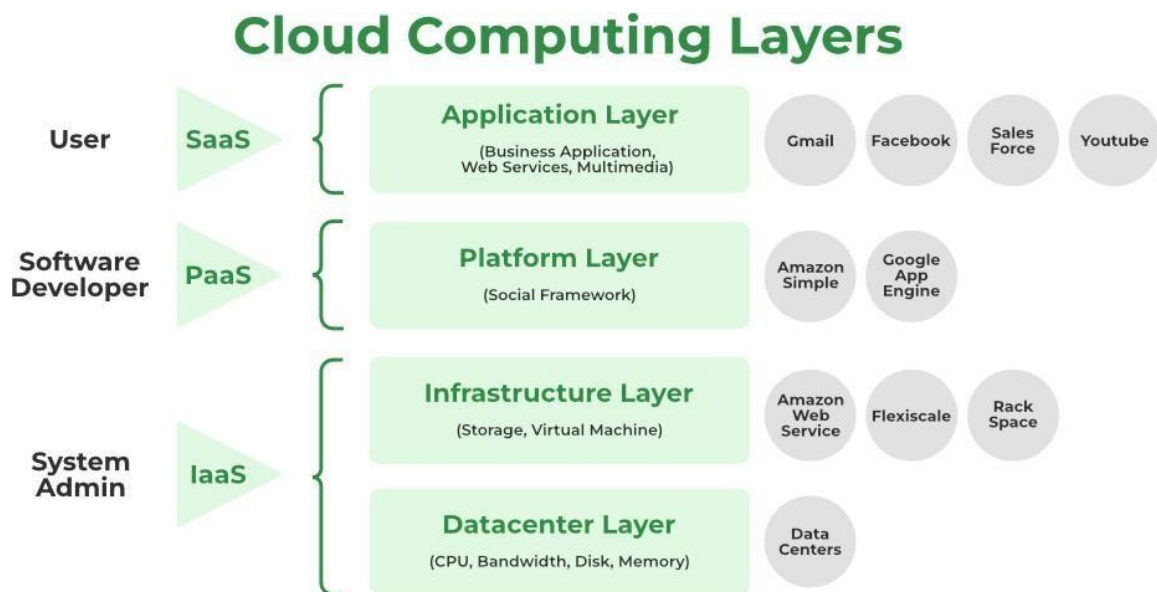 Cloud Computing Layers
User
SaaS
Application Layer
(Business Application,
Web Services, Multimedia)
Gmail
Facebook
Sales
Force
Youtube
Software
Developer
PaaS
Platform Layer
(Social Framework)
Amazon
Simple
Google
App
Engine
System
Admin
IaaS
Infrastructure Layer
(Storage, Virtual Machine)
Amazon
Web
Service
Flexiscale
Rack
Space
Datacenter Layer
(CPU, Bandwidth, Disk, Memory)
Data
Centers